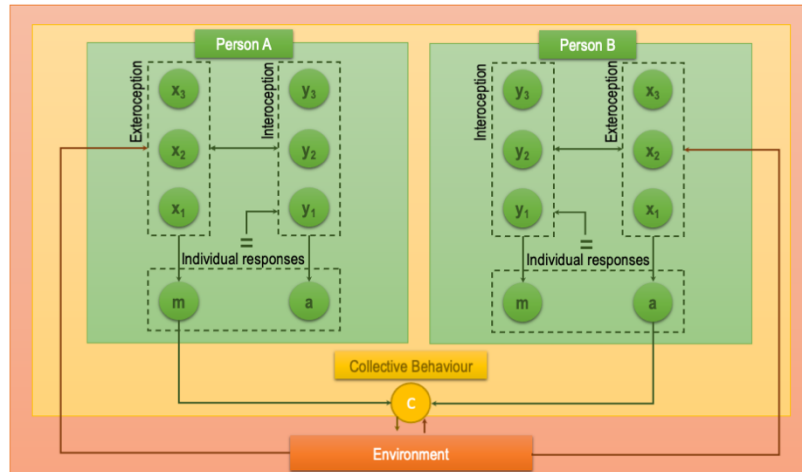 Person A
Person B
Exteroception
Interoception
Interoception
Exteroception
x3
y3
y3
x3
x2
y2
y2
x2
x1
y1
y1
x1
=
=
Individual responses
Individual responses
m
a
m
a
Collective Behaviour
C
Environment